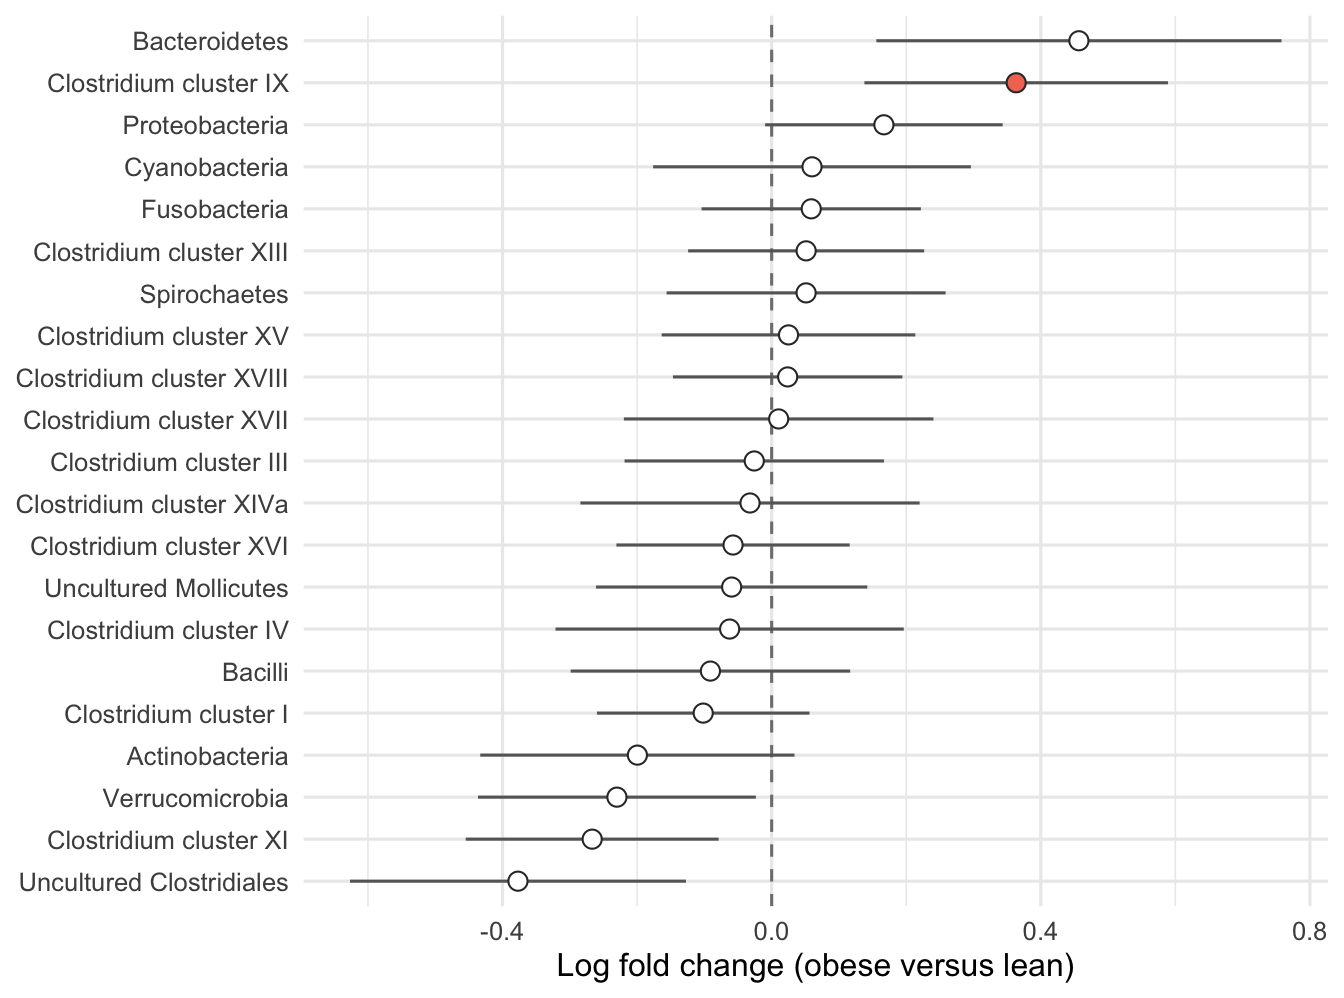 Bacteroidetes
Clostridium cluster IX
Proteobacteria
Cyanobacteria
Fusobacteria
Clostridium cluster XIII
Spirochaetes
Clostridium cluster XV
Clostridium cluster XVIII
Clostridium cluster XVII
Clostridium cluster III
Clostridium cluster XIVa
Clostridium cluster XVI
Uncultured Mollicutes
Clostridium cluster IV
Bacilli
Clostridium cluster I
Actinobacteria
Verrucomicrobia
Clostridium cluster XI
Uncultured Clostridiales
-0.4 0.0 0.4 0.8
Log fold change (obese versus lean)